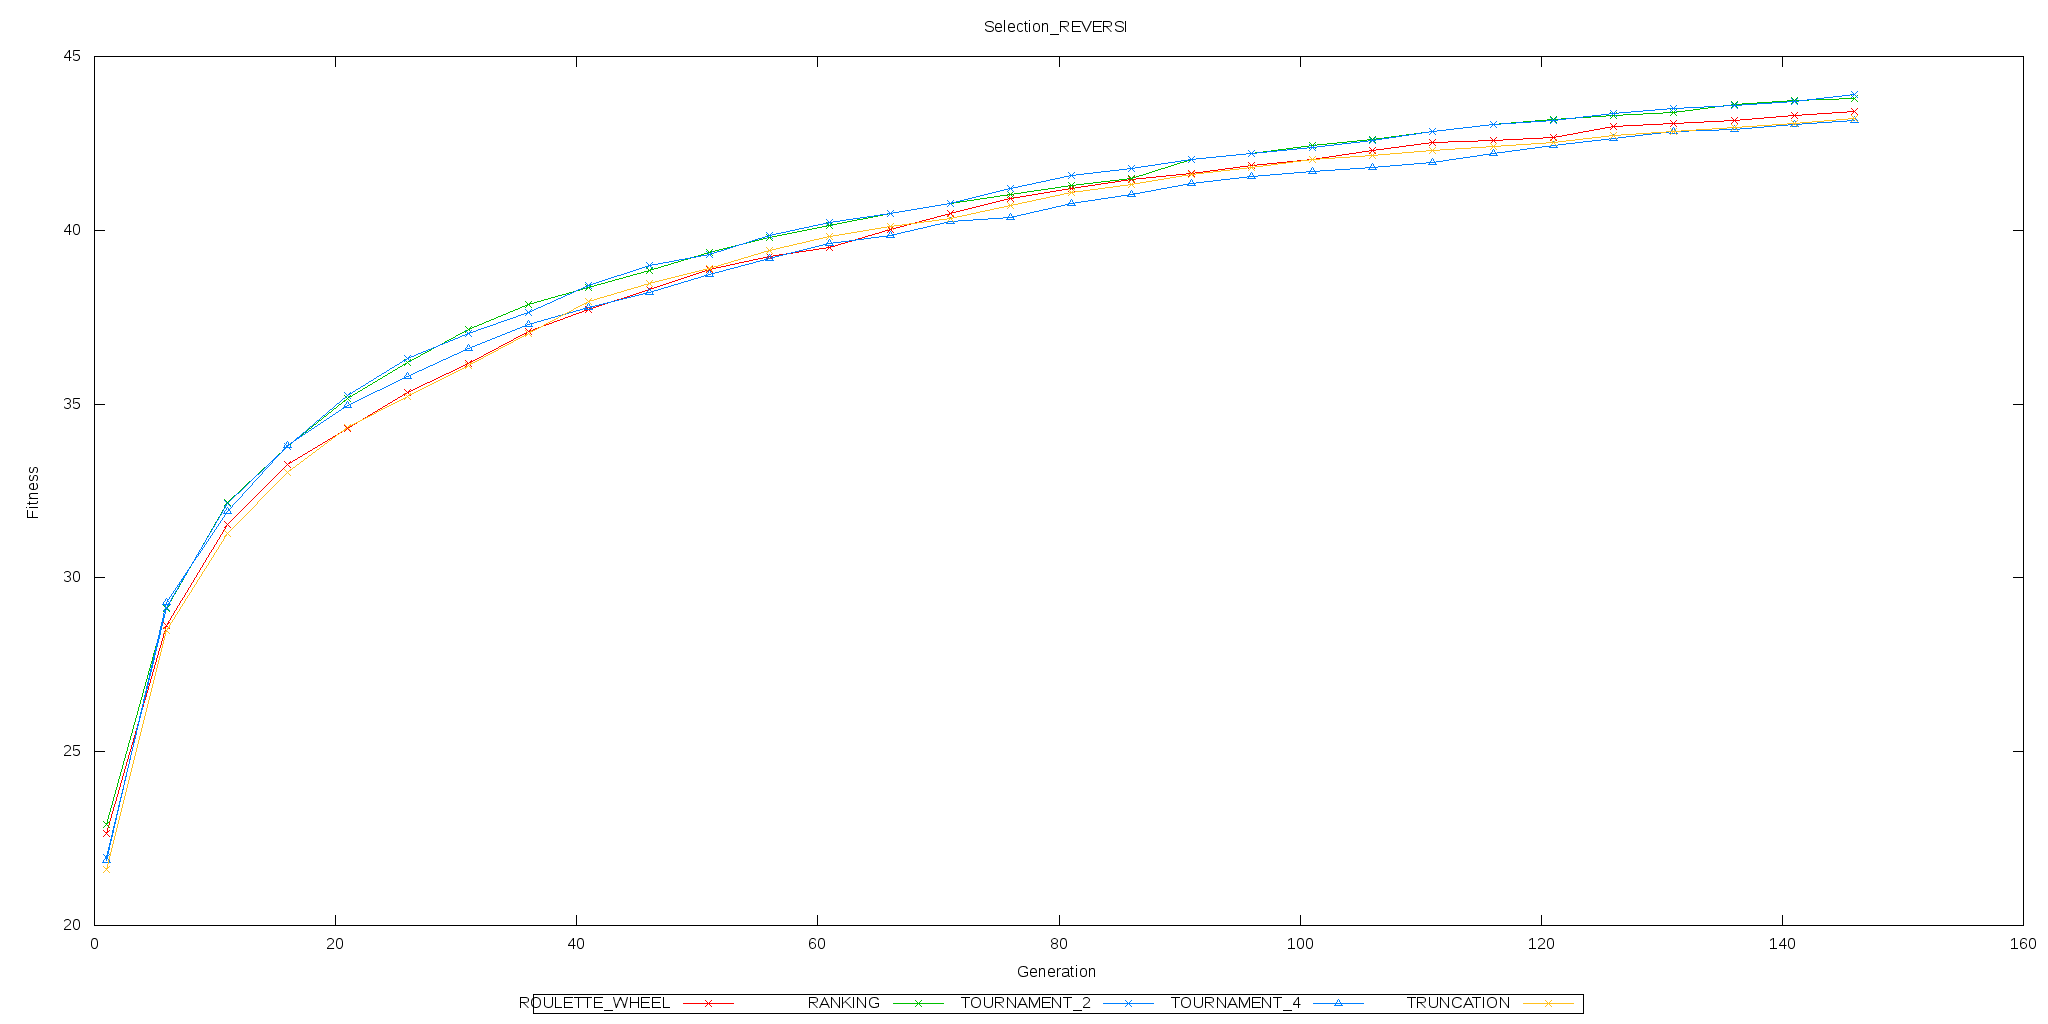 Selection_REVERSI
45
40
35
30
25
20
Fitness
0 20 40 60 80 100 120 140 160
Generation
ROULETTE_WHEEL RANKING TOURNAMENT_2 TOURNAMENT_4 TRUNCATION